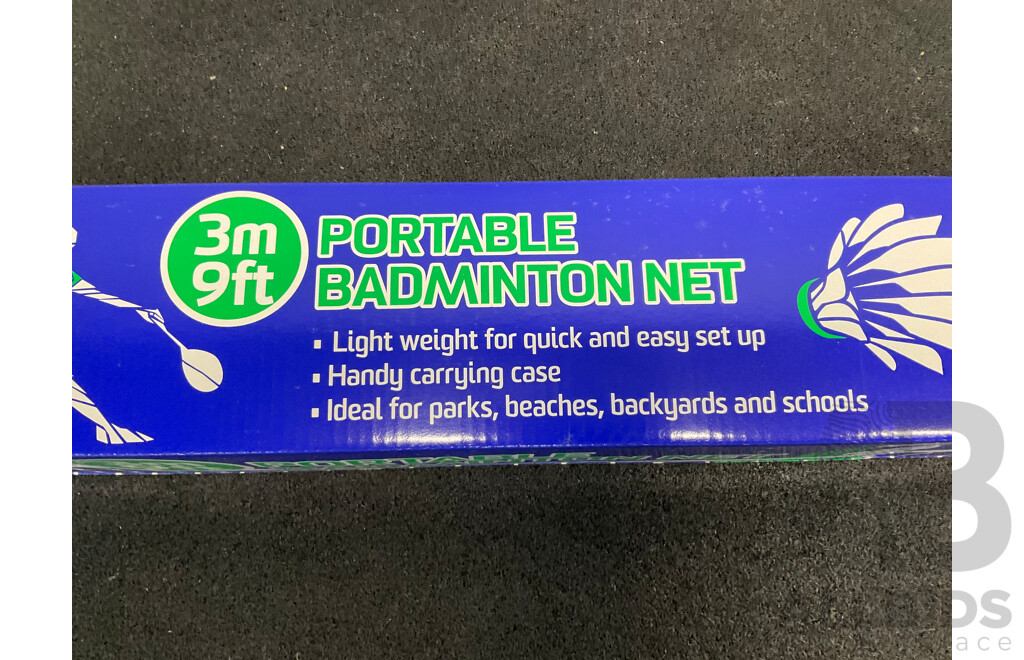 3m
9ft
PORTABLE
BADMINTON NET
▪ Light weight for quick and easy set up
▪ Handy carrying case
▪ Ideal for parks, beaches, backyards and schools
PORTABLE